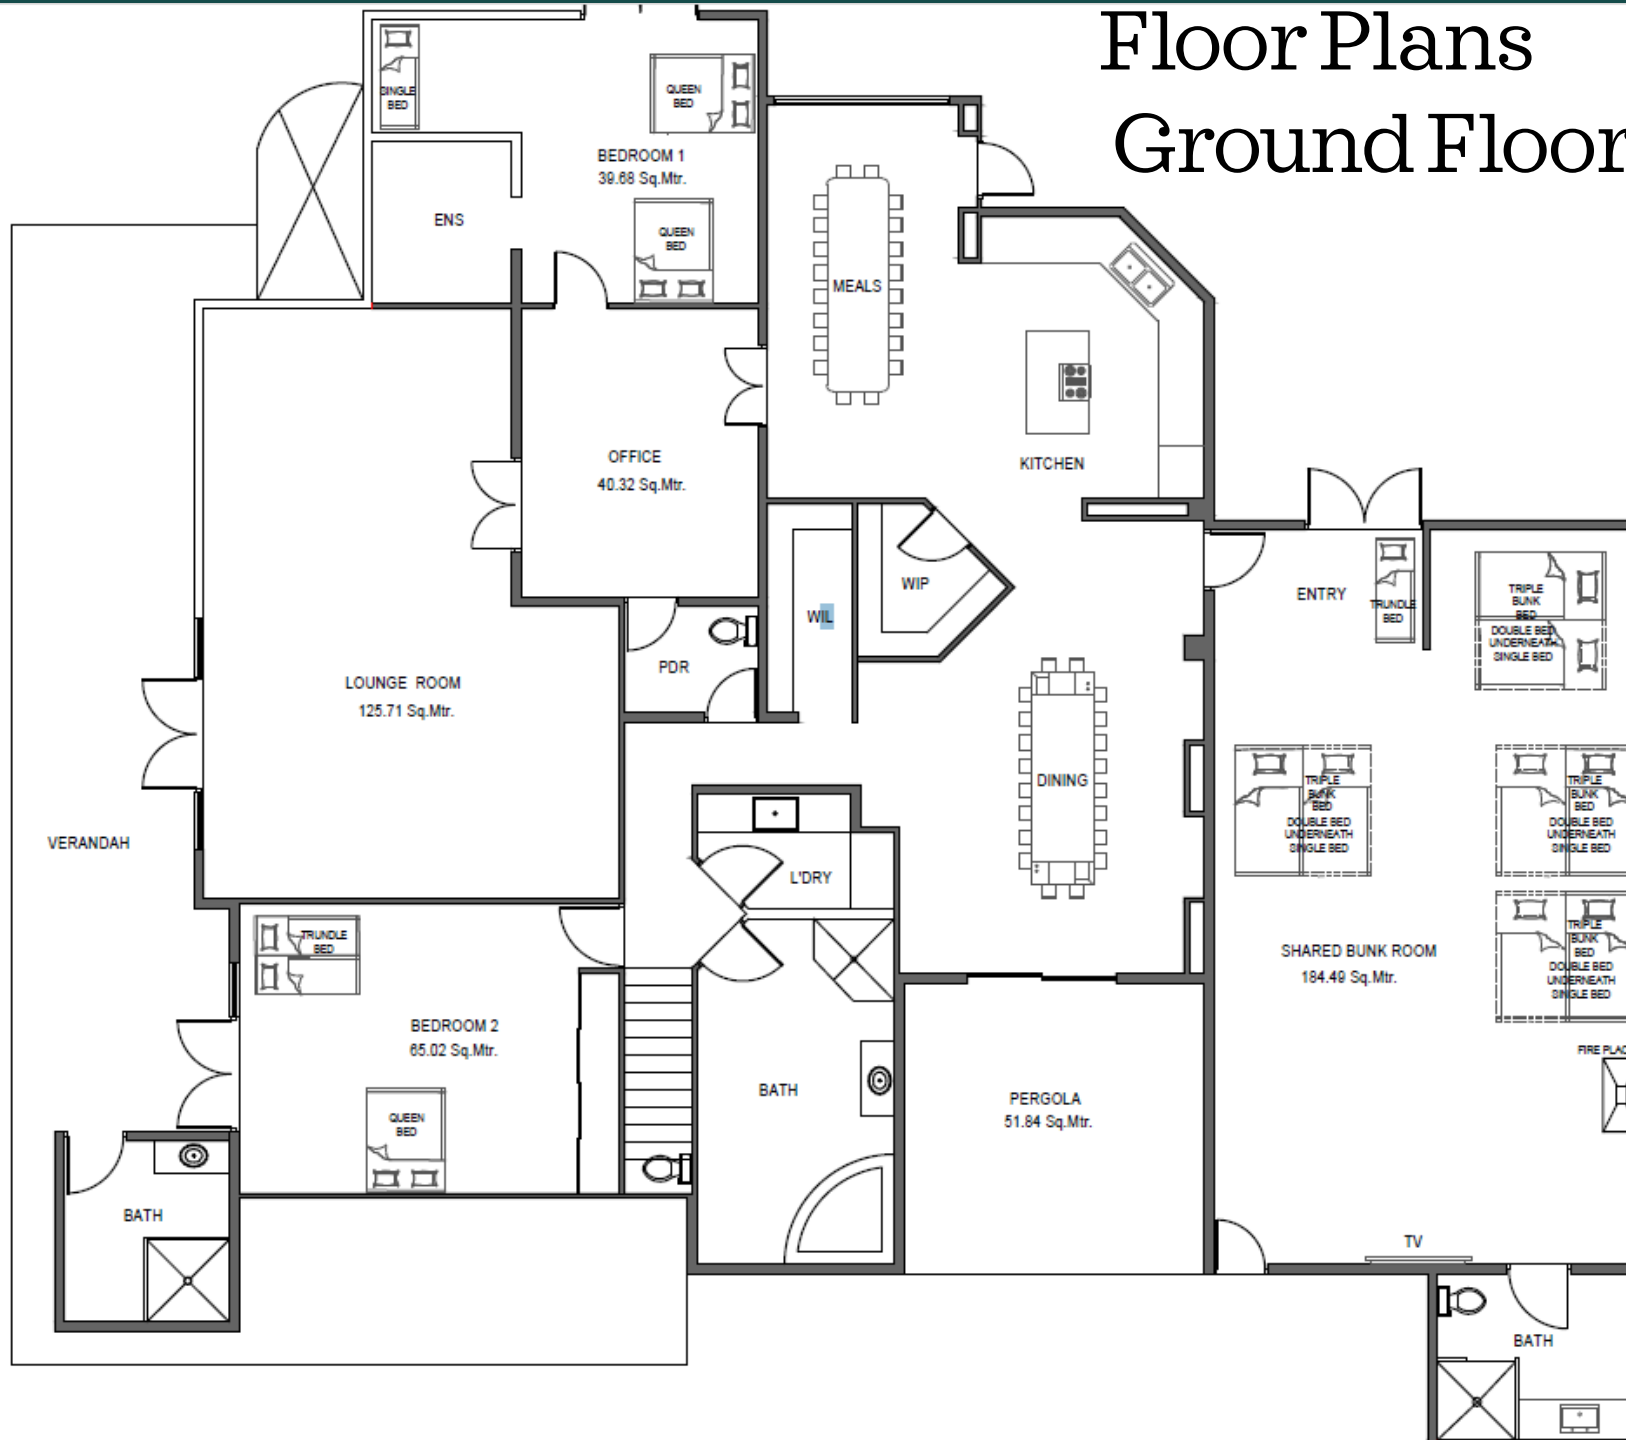 Floor Plans
Ground Floor
SINGLE
BED
QUEEN
BED
BEDROOM 1
39.68 Sq.Mtr.
ENS
QUEEN
BED
MEALS
OFFICE
40.32 Sq.Mtr.
KITCHEN
WIP
WIL
ENTRY
TRUNDLE
BED
TRIPLE
BUNK
BED
DOUBLE BED
UNDERNEATH
SINGLE BED
PDR
LOUNGE ROOM
125.71 Sq.Mtr.
DINING
TRIPLE
BUNK
BED
DOUBLE BED
UNDERNEATH
SINGLE BED
TRIPLE
BUNK
BED
DOUBLE BED
UNDERNEATH
SINGLE BED
VERANDAH
L'DRY
TRUNDLE
BED
SHARED BUNK ROOM
184.49 Sq.Mtr.
TRIPLE
BUNK
BED
DOUBLE BED
UNDERNEATH
SINGLE BED
BEDROOM 2
65.02 Sq.Mtr.
FIRE PLAC
BATH
PERGOLA
51.84 Sq.Mtr.
QUEEN
BED
BATH
TV
BATH